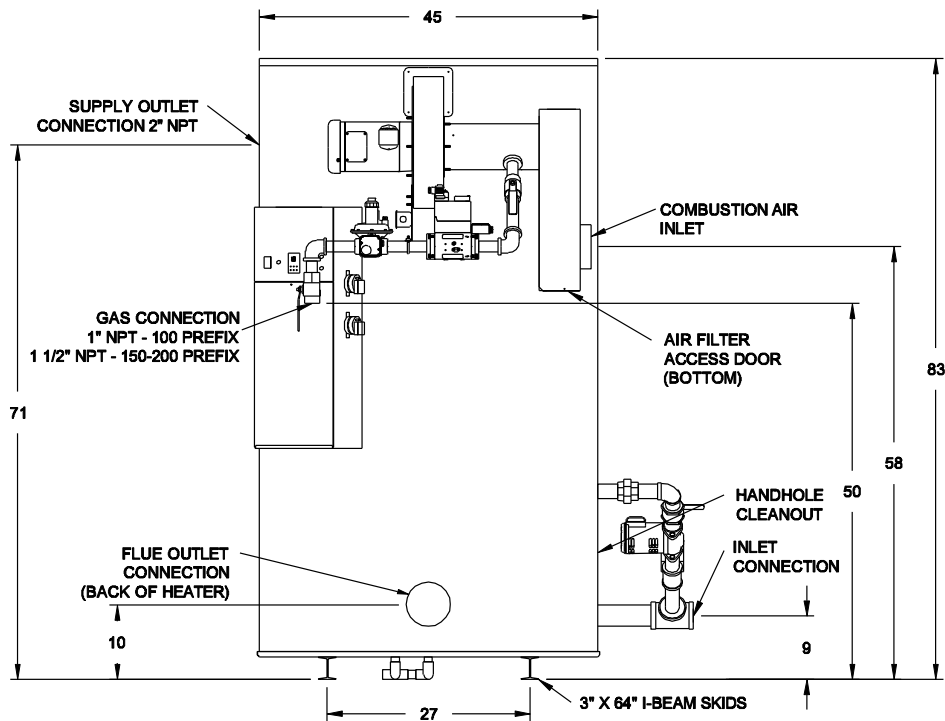 45
SUPPLY OUTLET
CONNECTION 2" NPT
COMBUSTION AIR
INLET
GAS CONNECTION
1" NPT - 100 PREFIX
1 1/2" NPT - 150-200 PREFIX
AIR FILTER
ACCESS DOOR
(BOTTOM)
83
71
58
50
HANDHOLE
CLEANOUT
FLUE OUTLET
CONNECTION
(BACK OF HEATER)
INLET
CONNECTION
10
9
3" X 64" I-BEAM SKIDS
27